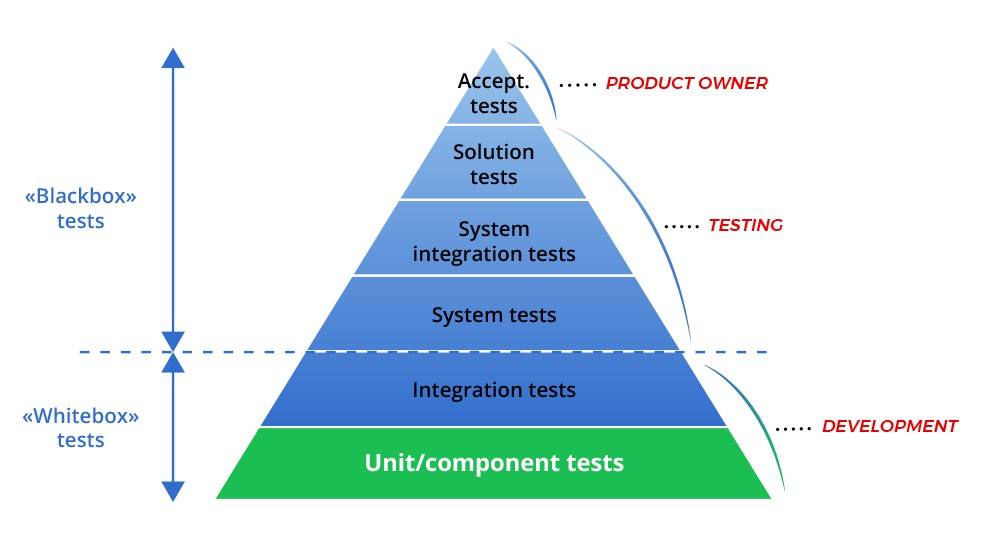 Accept.
tests
PRODUCT OWNER
Solution
tests
«Blackbox»
tests
System
integration tests
TESTING
System tests
Integration tests
«Whitebox»
tests
DEVELOPMENT
Unit/component tests